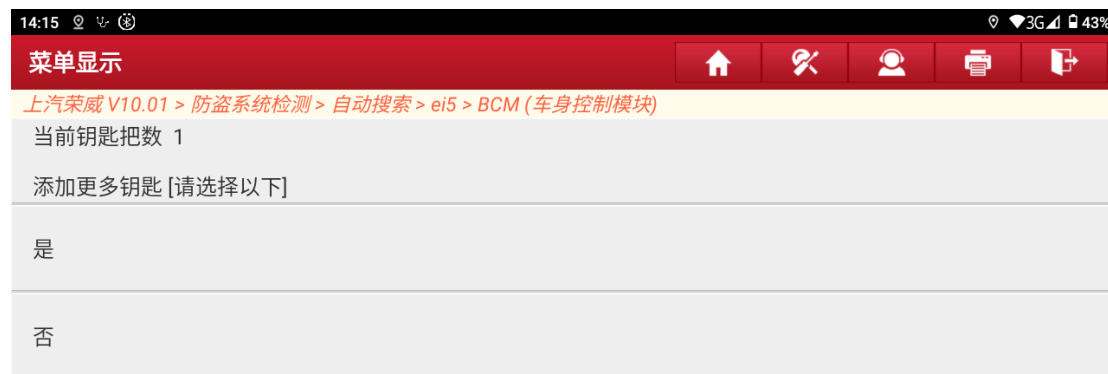 14:15
3G 43%
菜单显示
上汽荣威 V10.01 > 防盗系统检测 > 自动搜索 > ei5 > BCM (车身控制模块)
当前钥匙把数 1
添加更多钥匙 [请选择以下]
是
否